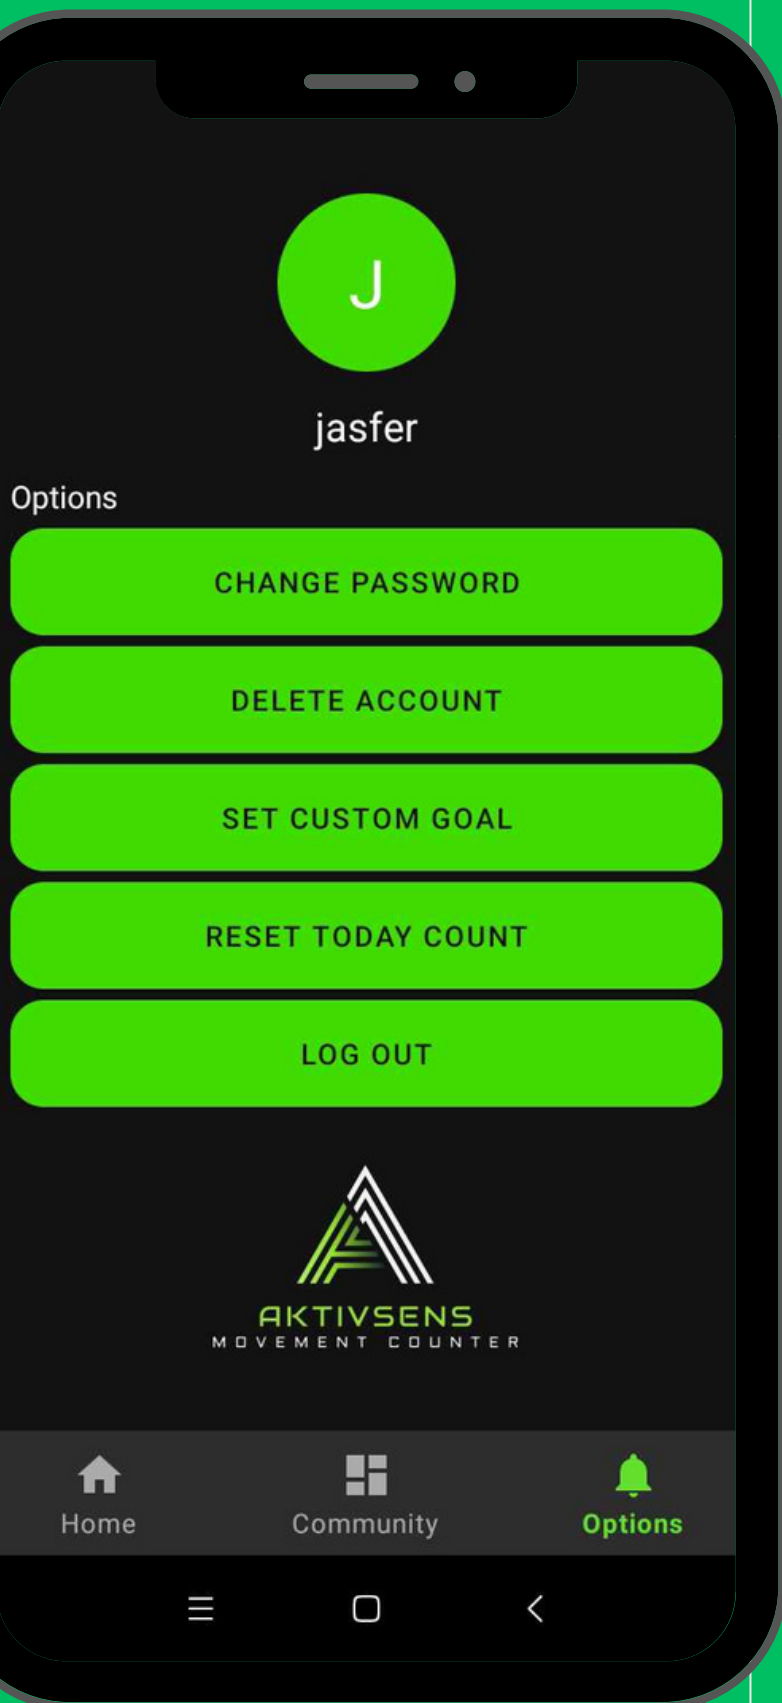 J
jasfer
Options
CHANGE PASSWORD
DELETE ACCOUNT
SET CUSTOM GOAL
RESET TODAY COUNT
LOG OUT
AKTIVSENS
MOVEMENT COUNTER
Home Community Options